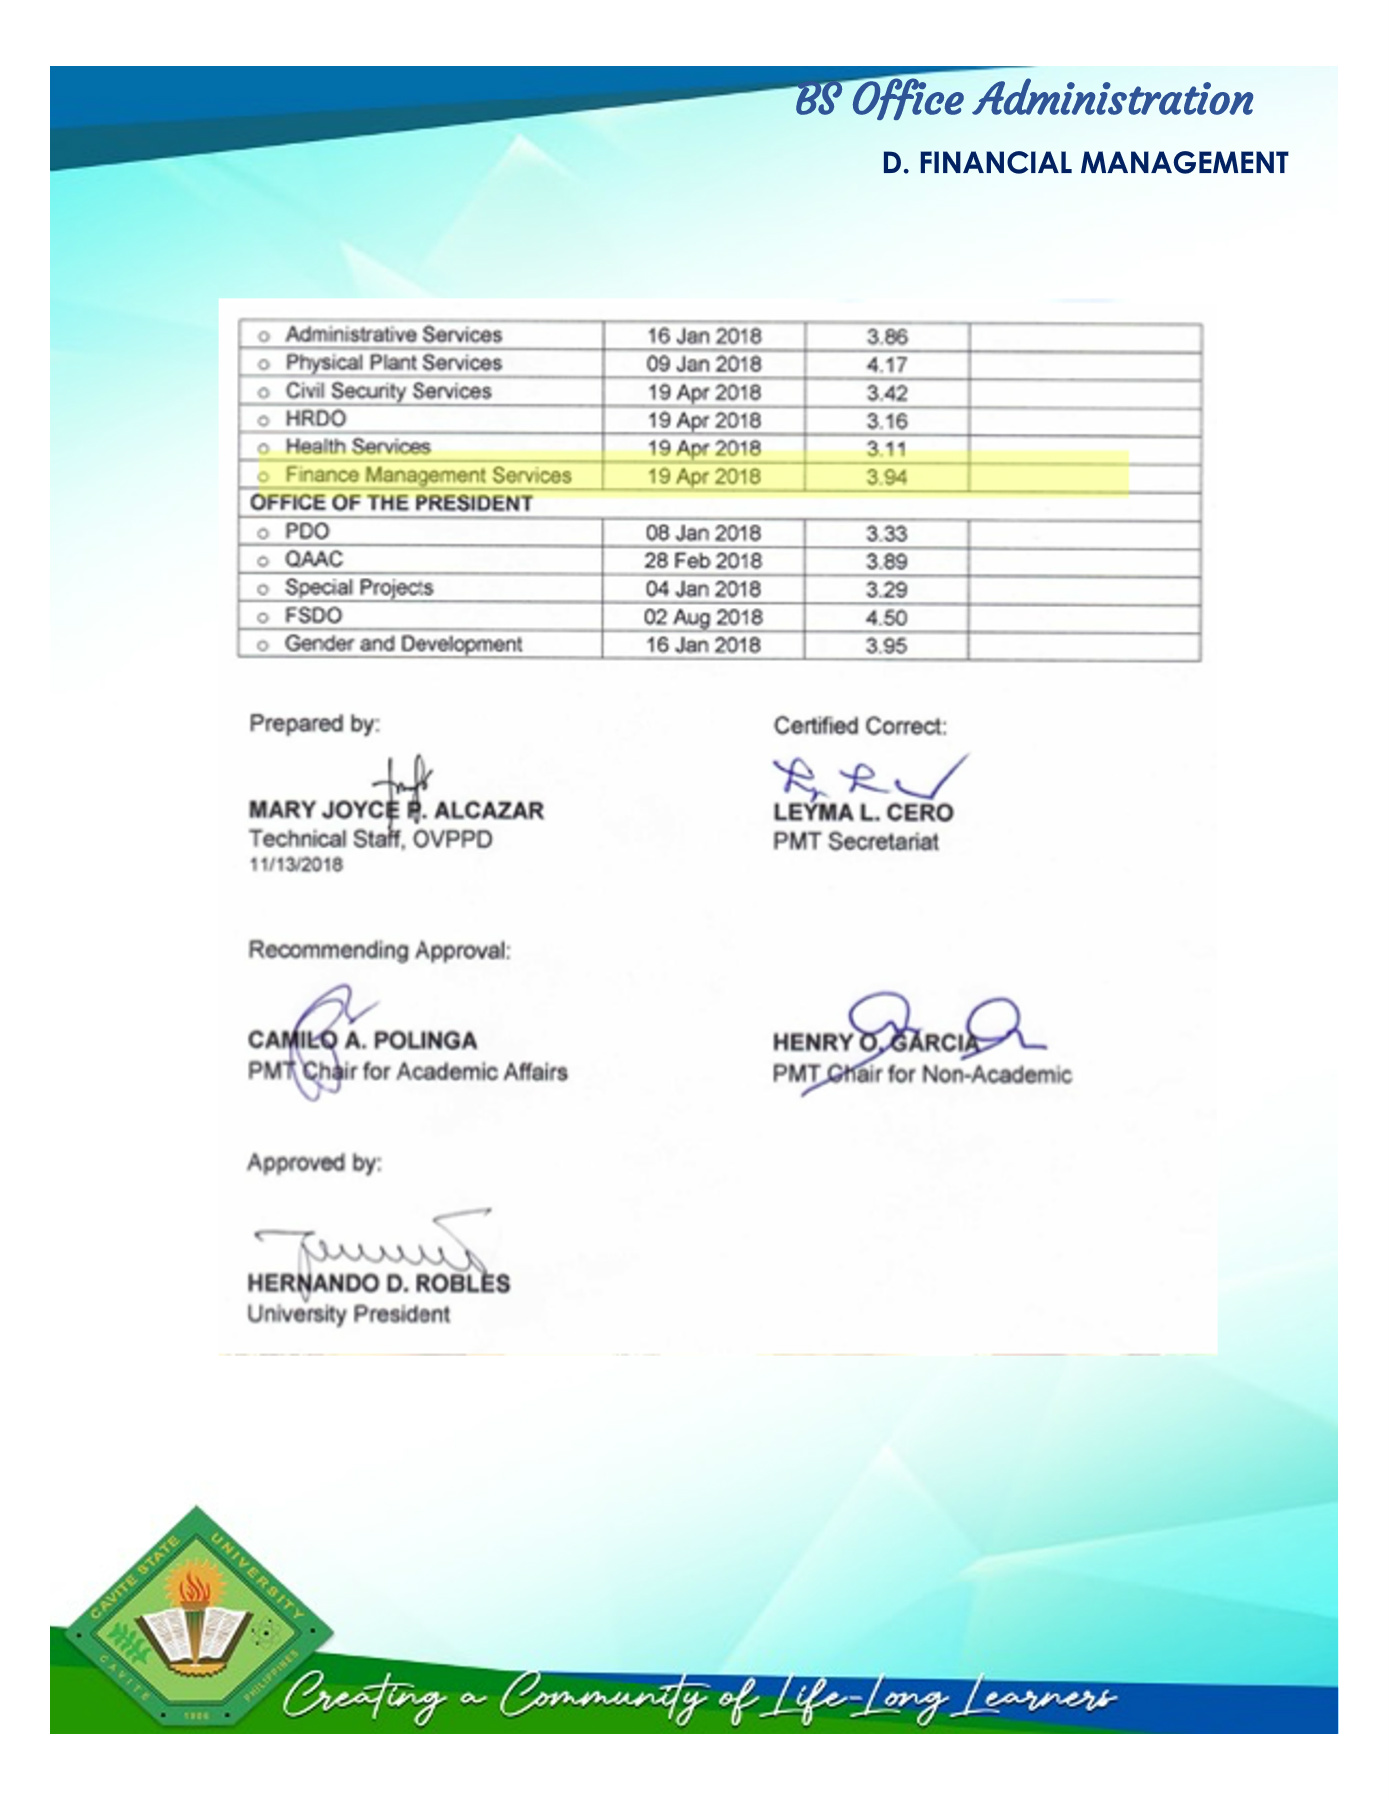 BS Office Administration
D. FINANCIAL MANAGEMENT
o Administrative Services 16 Jan 2018 3.86
o Physical Plant Services 09 Jan 2018 4.17
o Civil Security Services 19 Apr 2018 3.42
o HRDO 19 Apr 2018 3.16
o Health Services 19 Apr 2018 3.11
o Finance Management Services 19 Apr 2018 3.94
OFFICE OF THE PRESIDENT
o PDO 08 Jan 2018 3.33
o QAAC 28 Feb 2018 3.89
o Special Projects 04 Jan 2018 3.29
o FSDO 02 Aug 2018 4.50
o Gender and Development 16 Jan 2018 3.95
Prepared by: Certified Correct:
MARY JOYCE P. ALCAZAR LEYMA L. CERO
Technical Staff, OVPPD PMT Secretariat
11/13/2018
Recommending Approval:
CAMILO A. POLINGA HENRY O. GARCIA
PMT Chair for Academic Affairs PMT Chair for Non-Academic
Approved by:
HERNANDO D. ROBLES
University President
CAVITE STATE UNIVERSITY
CAVITE PHILIPPINES
1906
Creating a Community of Life-Long Learners